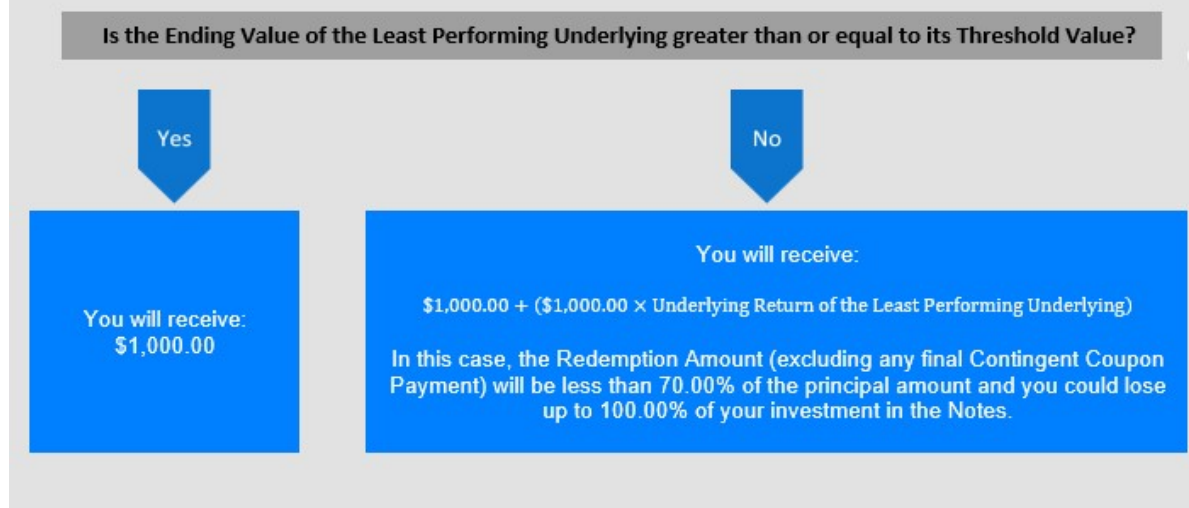 Is the Ending Value of the Least Performing Underlying greater than or equal to its Threshold Value?
Yes
No
You will receive:
$1,000.00
You will receive:
$1,000.00 + ($1,000.00 × Underlying Return of the Least Performing Underlying)
In this case, the Redemption Amount (excluding any final Contingent Coupon
Payment) will be less than 70.00% of the principal amount and you could lose
up to 100.00% of your investment in the Notes.